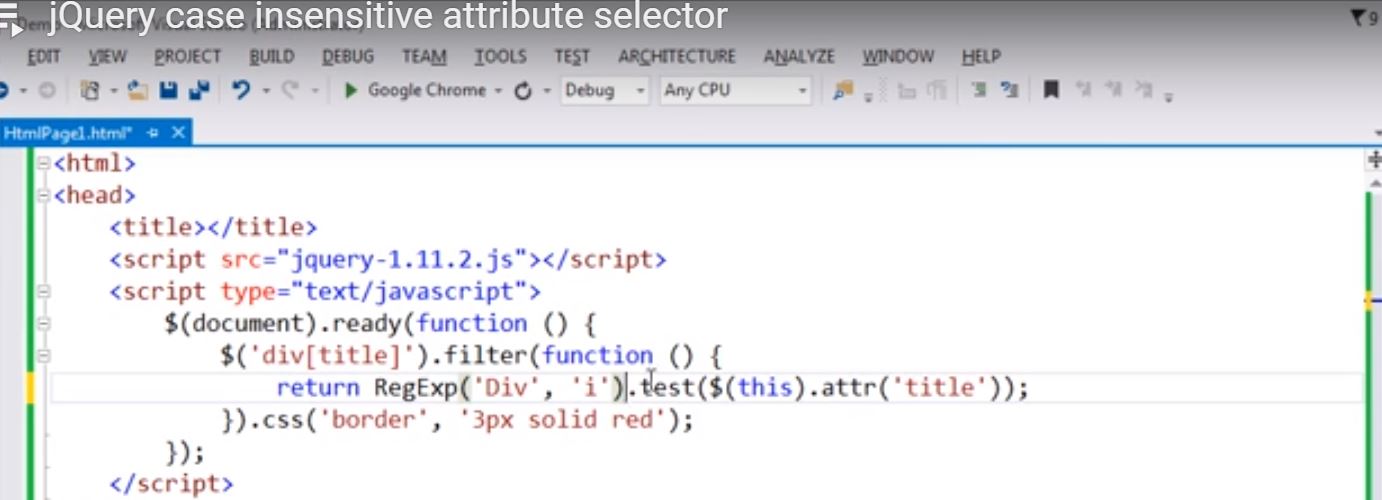 jQuery case insensitive attribute selector
9
EDIT VIEW PROJECT BUILD DEBUG TEAM TOOLS TEST ARCHITECTURE ANALYZE WINDOW HELP
Google Chrome Debug Any CPU
HtmlPage1.html*
<html>
<head>
<title></title>
<script src="jquery-1.11.2.js"></script>
<script type="text/javascript">
$(document).ready(function () {
$('div[title]').filter(function () {
return RegExp('Div', 'i').test($(this).attr('title'));
}).css('border', '3px solid red');
});
</script>